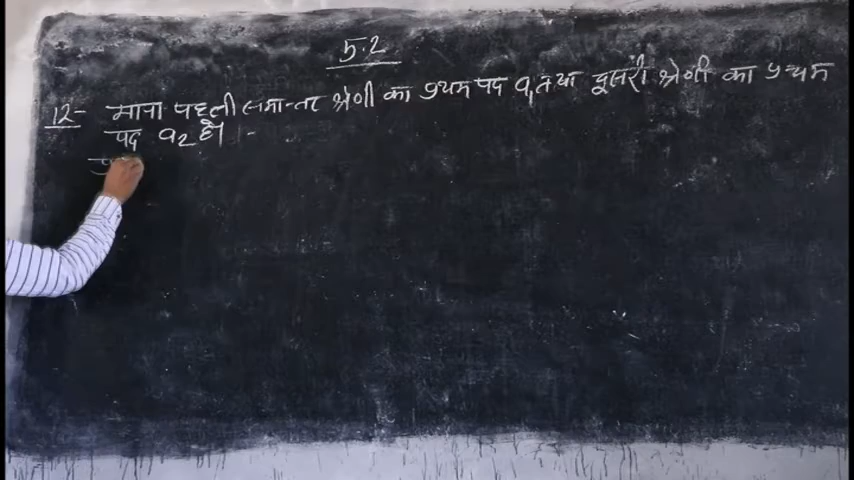 5.2
12- माना पहली समान्तर श्रेणी का प्रथम पद a₁ तथा दूसरी श्रेणी का प्रथम
पद a₂ है। -